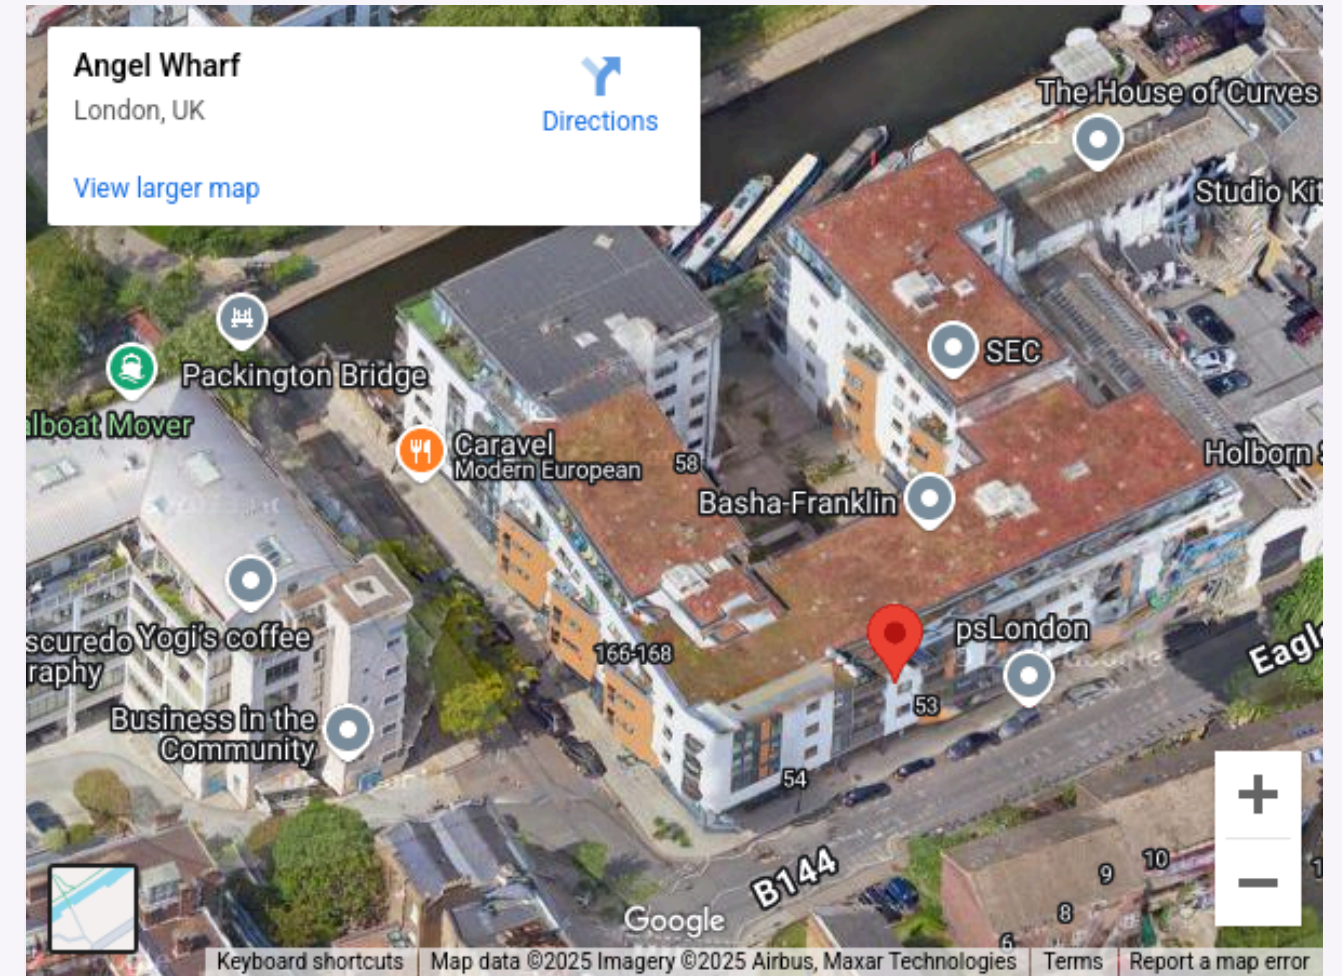 Angel Wharf
London, UK
Directions
View larger map
The House of Curves
Studio Kit
Packington Bridge
lboat Mover
SEC
Caravel
Modern European
58
Holborn
Basha-Franklin
scuredo
raphy
Yogi's coffee
166-168
psLondon
Eagl
53
Business in the
Community
54
B144
9
10
8
6
Google
Keyboard shortcuts
Map data ©2025 Imagery ©2025 Airbus, Maxar Technologies
Terms
Report a map error